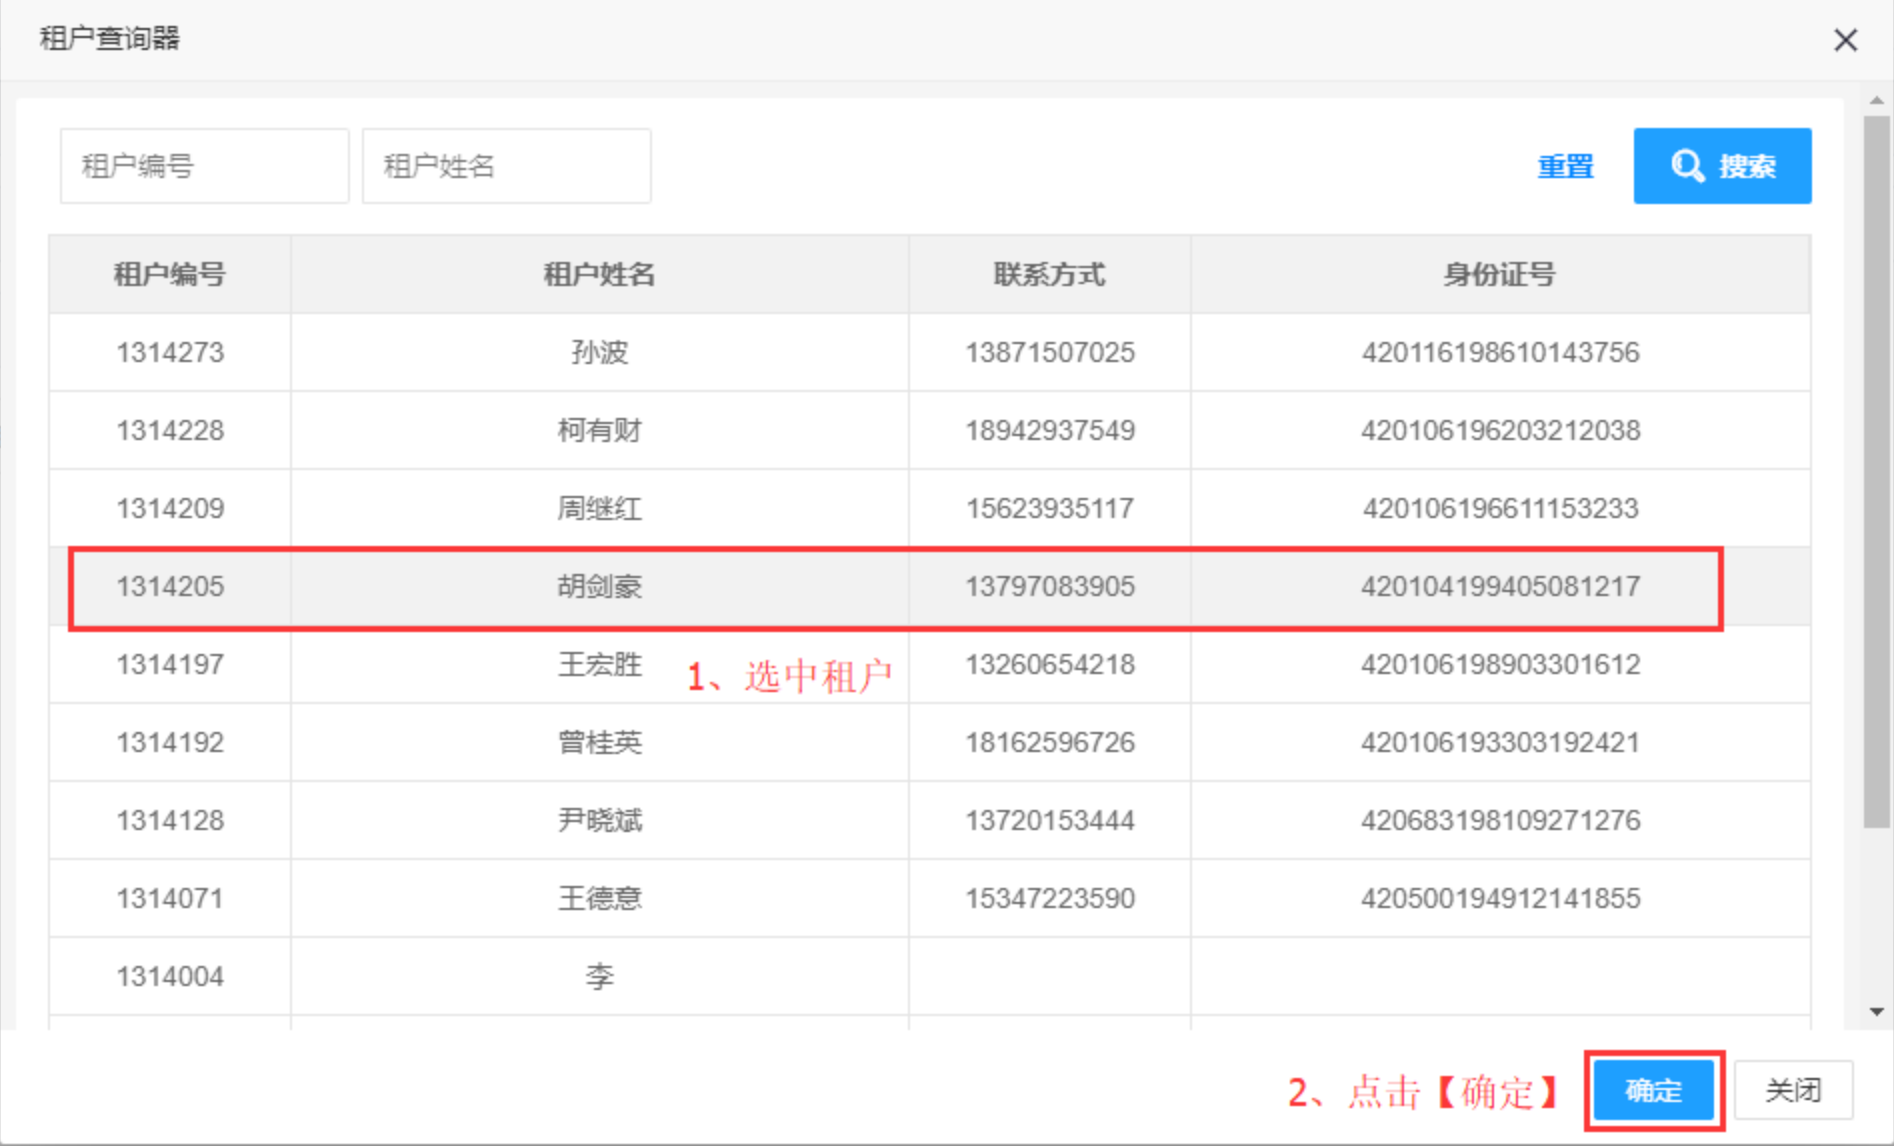 租户查询器
租户编号 租户姓名 重置 搜索
租户编号 租户姓名 联系方式 身份证号
1314273 孙波 13871507025 420116198610143756
1314228 柯有财 18942937549 420106196203212038
1314209 周继红 15623935117 420106196611153233
1314205 胡剑豪 13797083905 420104199405081217
1314197 王宏胜 13260654218 420106198903301612
1、选中租户
1314192 曾桂英 18162596726 420106193303192421
1314128 尹晓斌 13720153444 420683198109271276
1314071 王德意 15347223590 420500194912141855
1314004 李
2、点击【确定】 确定 关闭